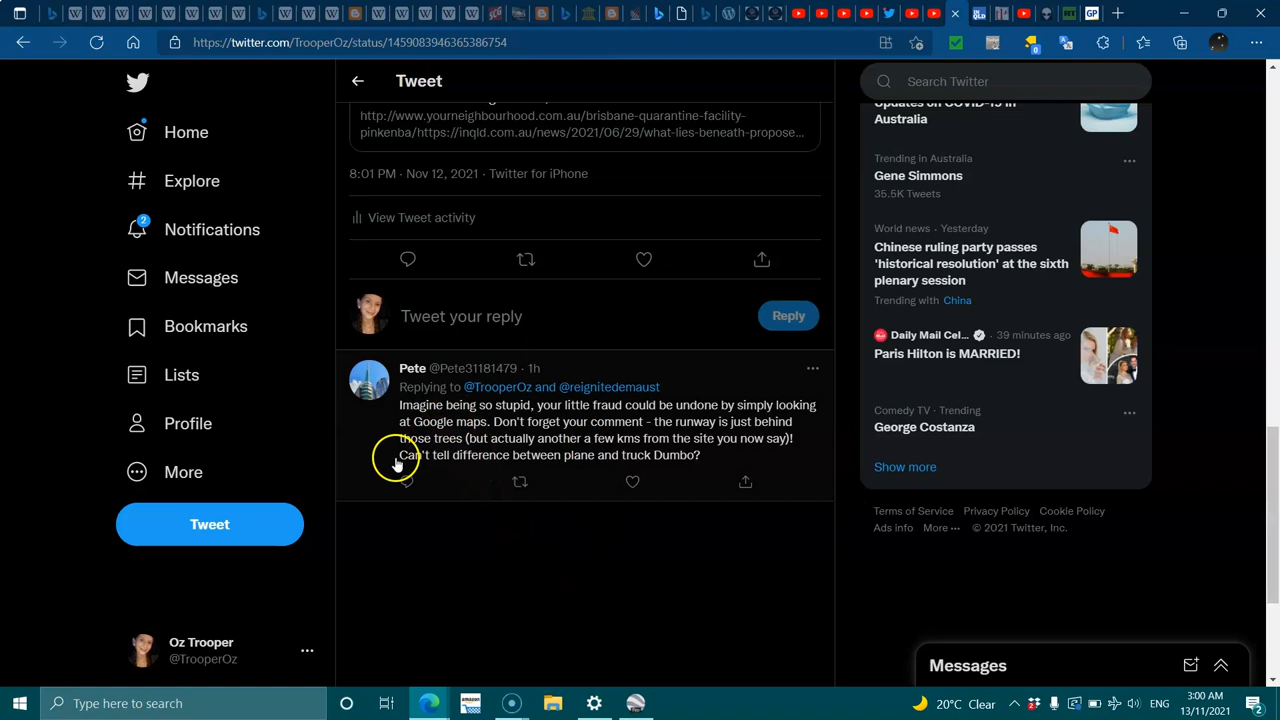 https://twitter.com/TrooperOz/status/1459083946365386754
Home
Explore
2
Notifications
Messages
Bookmarks
Lists
Profile
More
Tweet
Oz Trooper
@TrooperOz
Tweet
http://www.yourneighbourhood.com.au/brisbane-quarantine-facility-
pinkenba/https://inqld.com.au/news/2021/06/29/what-lies-beneath-propose...
8:01 PM · Nov 12, 2021 · Twitter for iPhone
View Tweet activity
Tweet your reply
Reply
Pete @Pete31181479 · 1h
Replying to @TrooperOz and @reignitedemaust
Imagine being so stupid, your little fraud could be undone by simply looking
at Google maps. Don't forget your comment - the runway is just behind
those trees (but actually another a few kms from the site you now say)!
Can't tell difference between plane and truck Dumbo?
Search Twitter
Updates on COVID-19 in
Australia
Trending in Australia
Gene Simmons
35.5K Tweets
World news · Yesterday
Chinese ruling party passes
'historical resolution' at the sixth
plenary session
Trending with China
Daily Mail Cel... · 39 minutes ago
Paris Hilton is MARRIED!
Comedy TV · Trending
George Costanza
Show more
Terms of Service Privacy Policy Cookie Policy
Ads info More ··· © 2021 Twitter, Inc.
Messages
Type here to search
20°C Clear
ENG
3:00 AM
13/11/2021
2